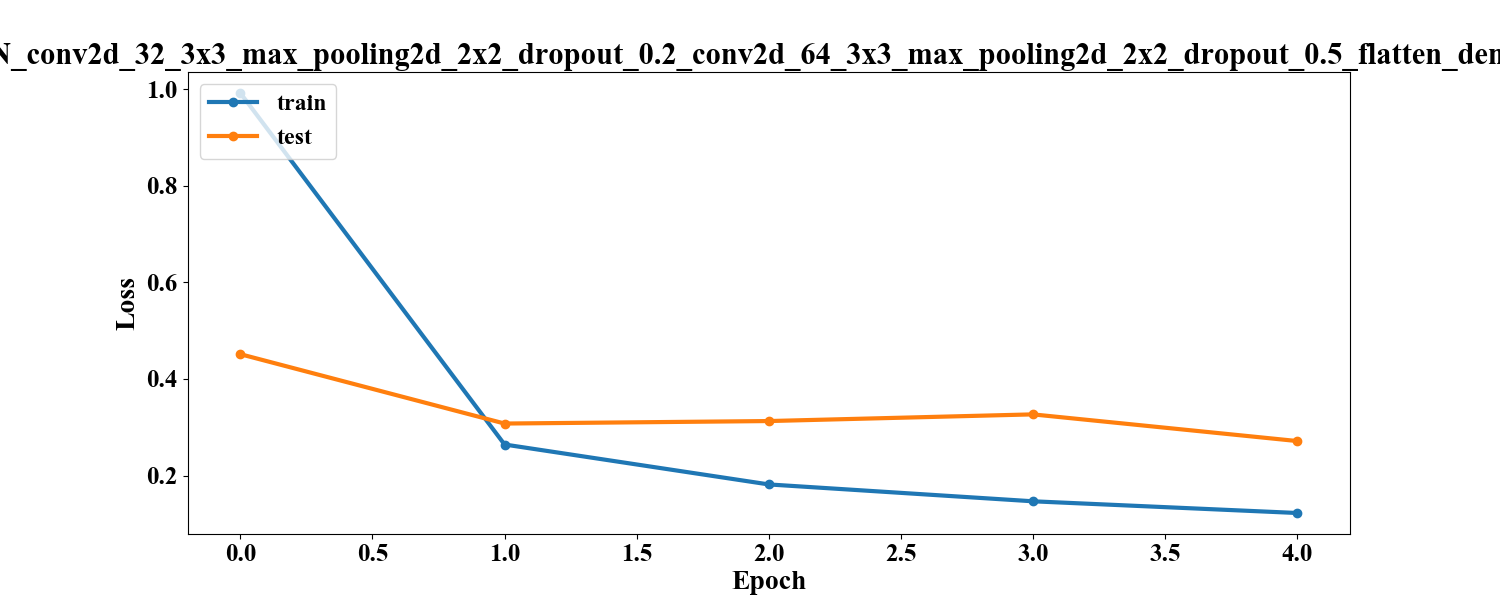 N_conv2d_32_3x3_max_pooling2d_2x2_dropout_0.2_conv2d_64_3x3_max_pooling2d_2x2_dropout_0.5_flatten_den
train
test
1.0
0.8
0.6
0.4
0.2
Loss
0.0 0.5 1.0 1.5 2.0 2.5 3.0 3.5 4.0
Epoch